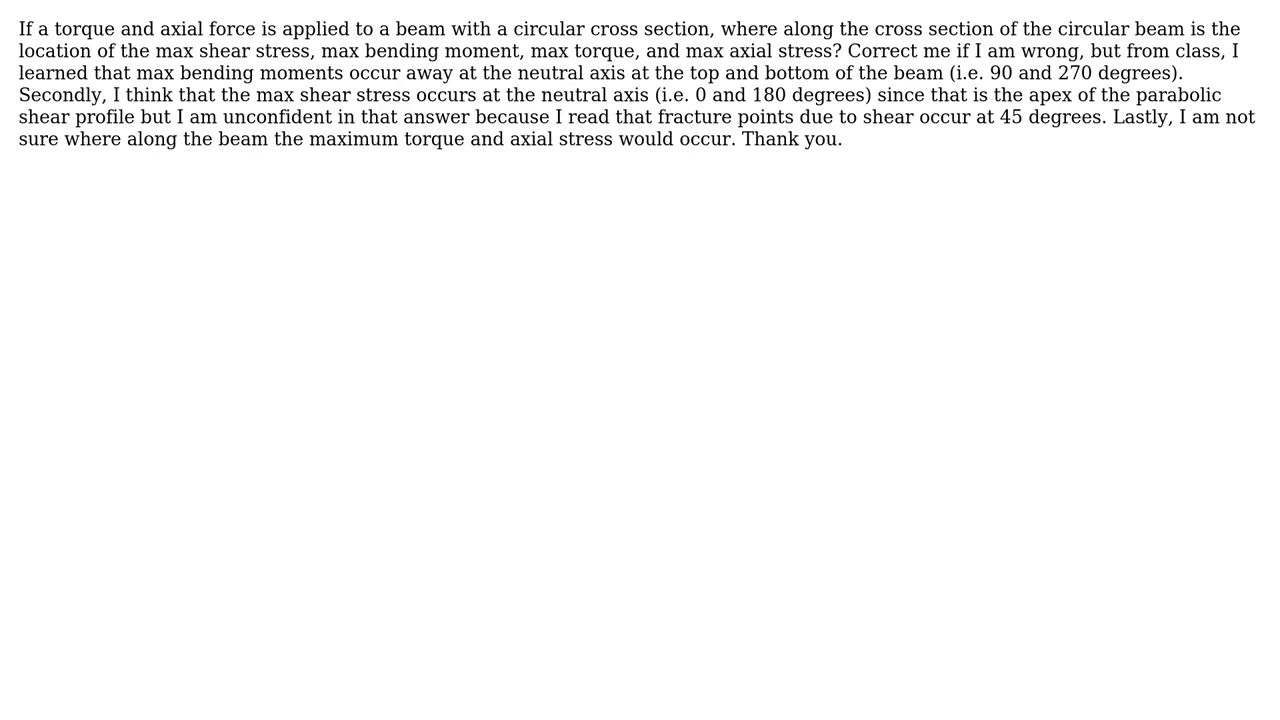 If a torque and axial force is applied to a beam with a circular cross section, where along the cross section of the circular beam is the
location of the max shear stress, max bending moment, max torque, and max axial stress? Correct me if I am wrong, but from class, I
learned that max bending moments occur away at the neutral axis at the top and bottom of the beam (i.e. 90 and 270 degrees).
Secondly, I think that the max shear stress occurs at the neutral axis (i.e. 0 and 180 degrees) since that is the apex of the parabolic
shear profile but I am unconfident in that answer because I read that fracture points due to shear occur at 45 degrees. Lastly, I am not
sure where along the beam the maximum torque and axial stress would occur. Thank you.